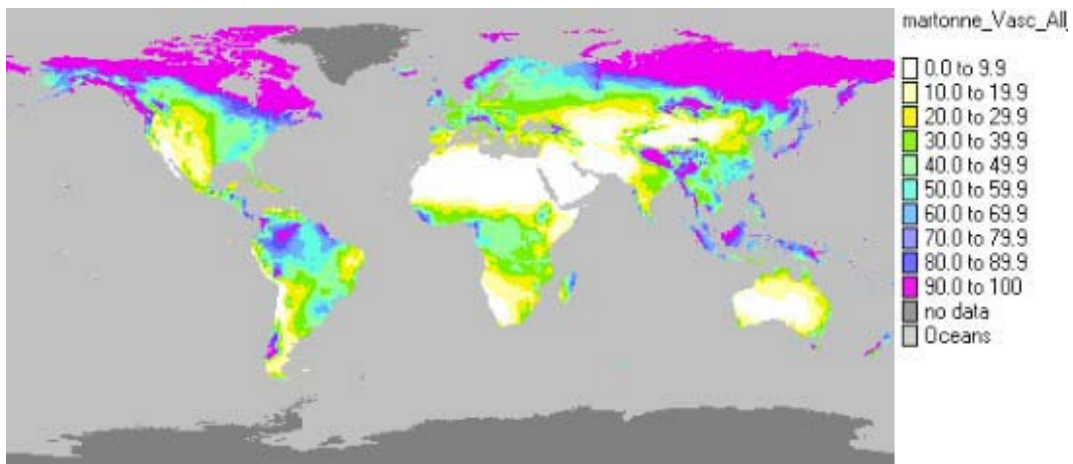 martonne_Vasc_All_
0.0 to 9.9
10.0 to 19.9
20.0 to 29.9
30.0 to 39.9
40.0 to 49.9
50.0 to 59.9
60.0 to 69.9
70.0 to 79.9
80.0 to 89.9
90.0 to 100
no data
Oceans